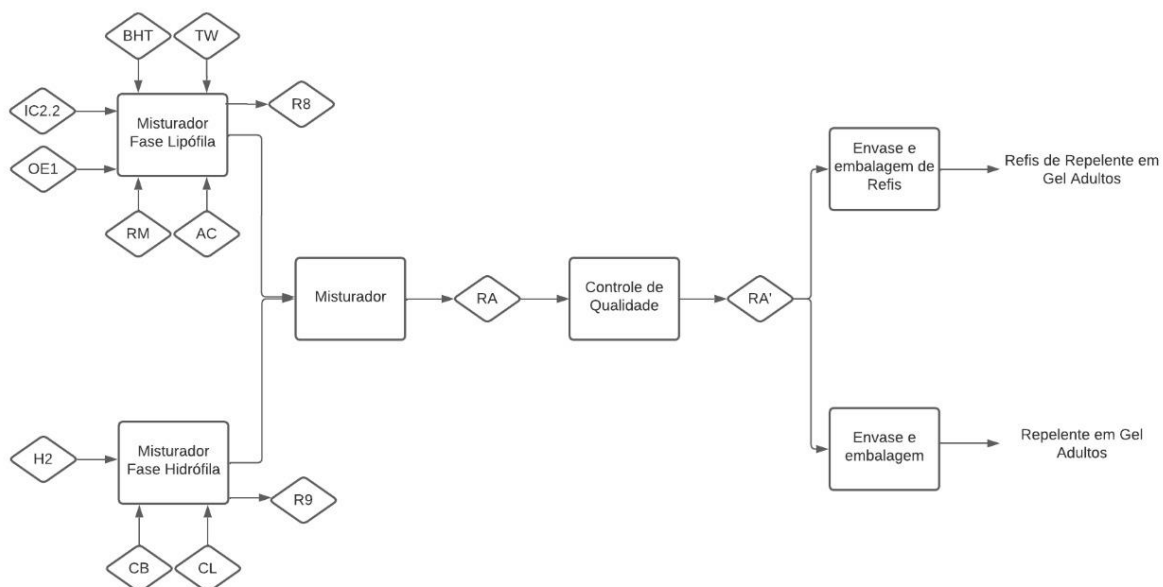 BHT
TW
IC2.2
Misturador
Fase Lipófila
R8
OE1
RM
AC
Envase e
embalagem de
Refis
Refis de Repelente em
Gel Adultos
Misturador
RA
Controle de
Qualidade
RA'
H2
Misturador
Fase Hidrófila
R9
CB
CL
Envase e
embalagem
Repelente em Gel
Adultos